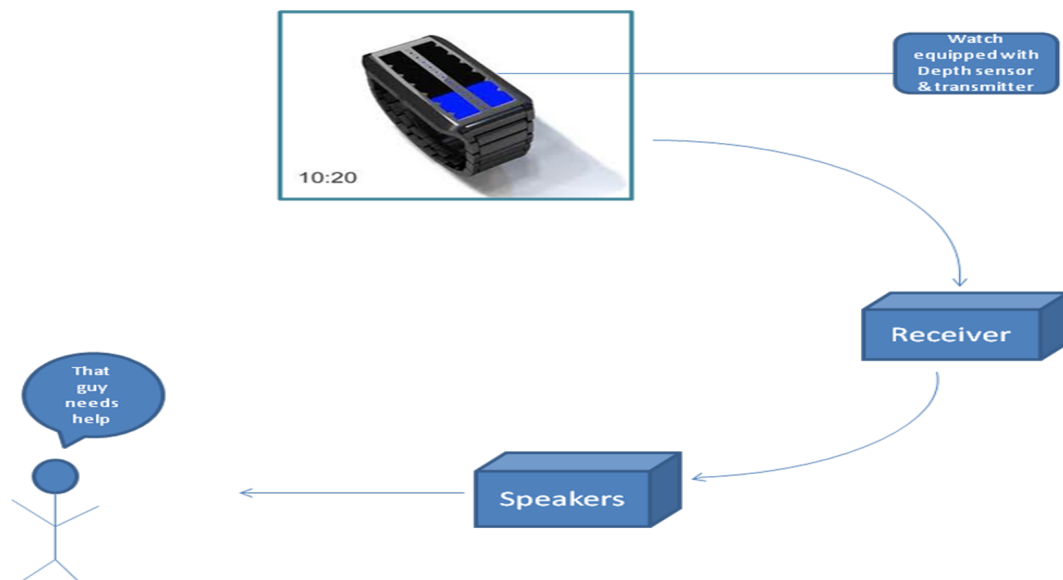 Watch
equipped with
Depth sensor
& transmitter
10:20
Receiver
That
guy
needs
help
Speakers